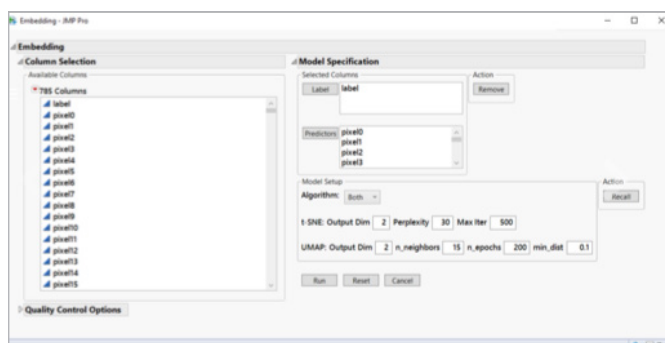 Embedding - JMP Pro
Embedding
Column Selection
Available Columns
785 Columns
label
pixel0
pixel1
pixel2
pixel3
pixel4
pixel5
pixel6
pixel7
pixel8
pixel9
pixel10
pixel11
pixel12
pixel13
pixel14
pixel15
Quality Control Options
Model Specification
Selected Columns
Label label
Action
Remove
Predictors pixel0
pixel1
pixel2
pixel3
Model Setup
Algorithm: Both
t-SNE: Output Dim 2 Perplexity 30 Max Iter 500
UMAP: Output Dim 2 n_neighbors 15 n_epochs 200 min_dist 0.1
Action
Recall
Run Reset Cancel